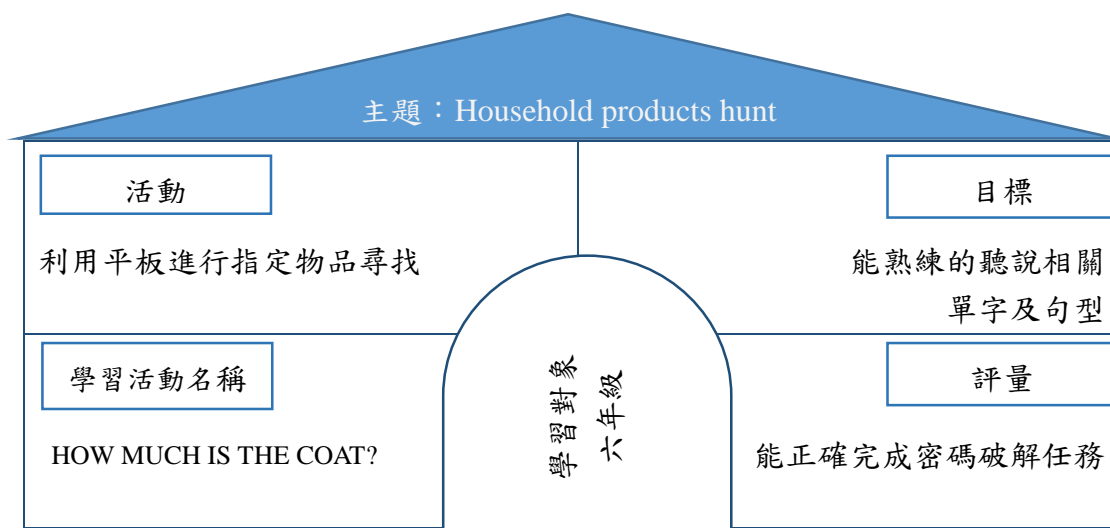 主題：Household products hunt
活動
利用平板進行指定物品尋找
目標
能熟練的聽說相關
單字及句型
學習活動名稱
HOW MUCH IS THE COAT?
學習對象
六年級
評量
能正確完成密碼破解任務